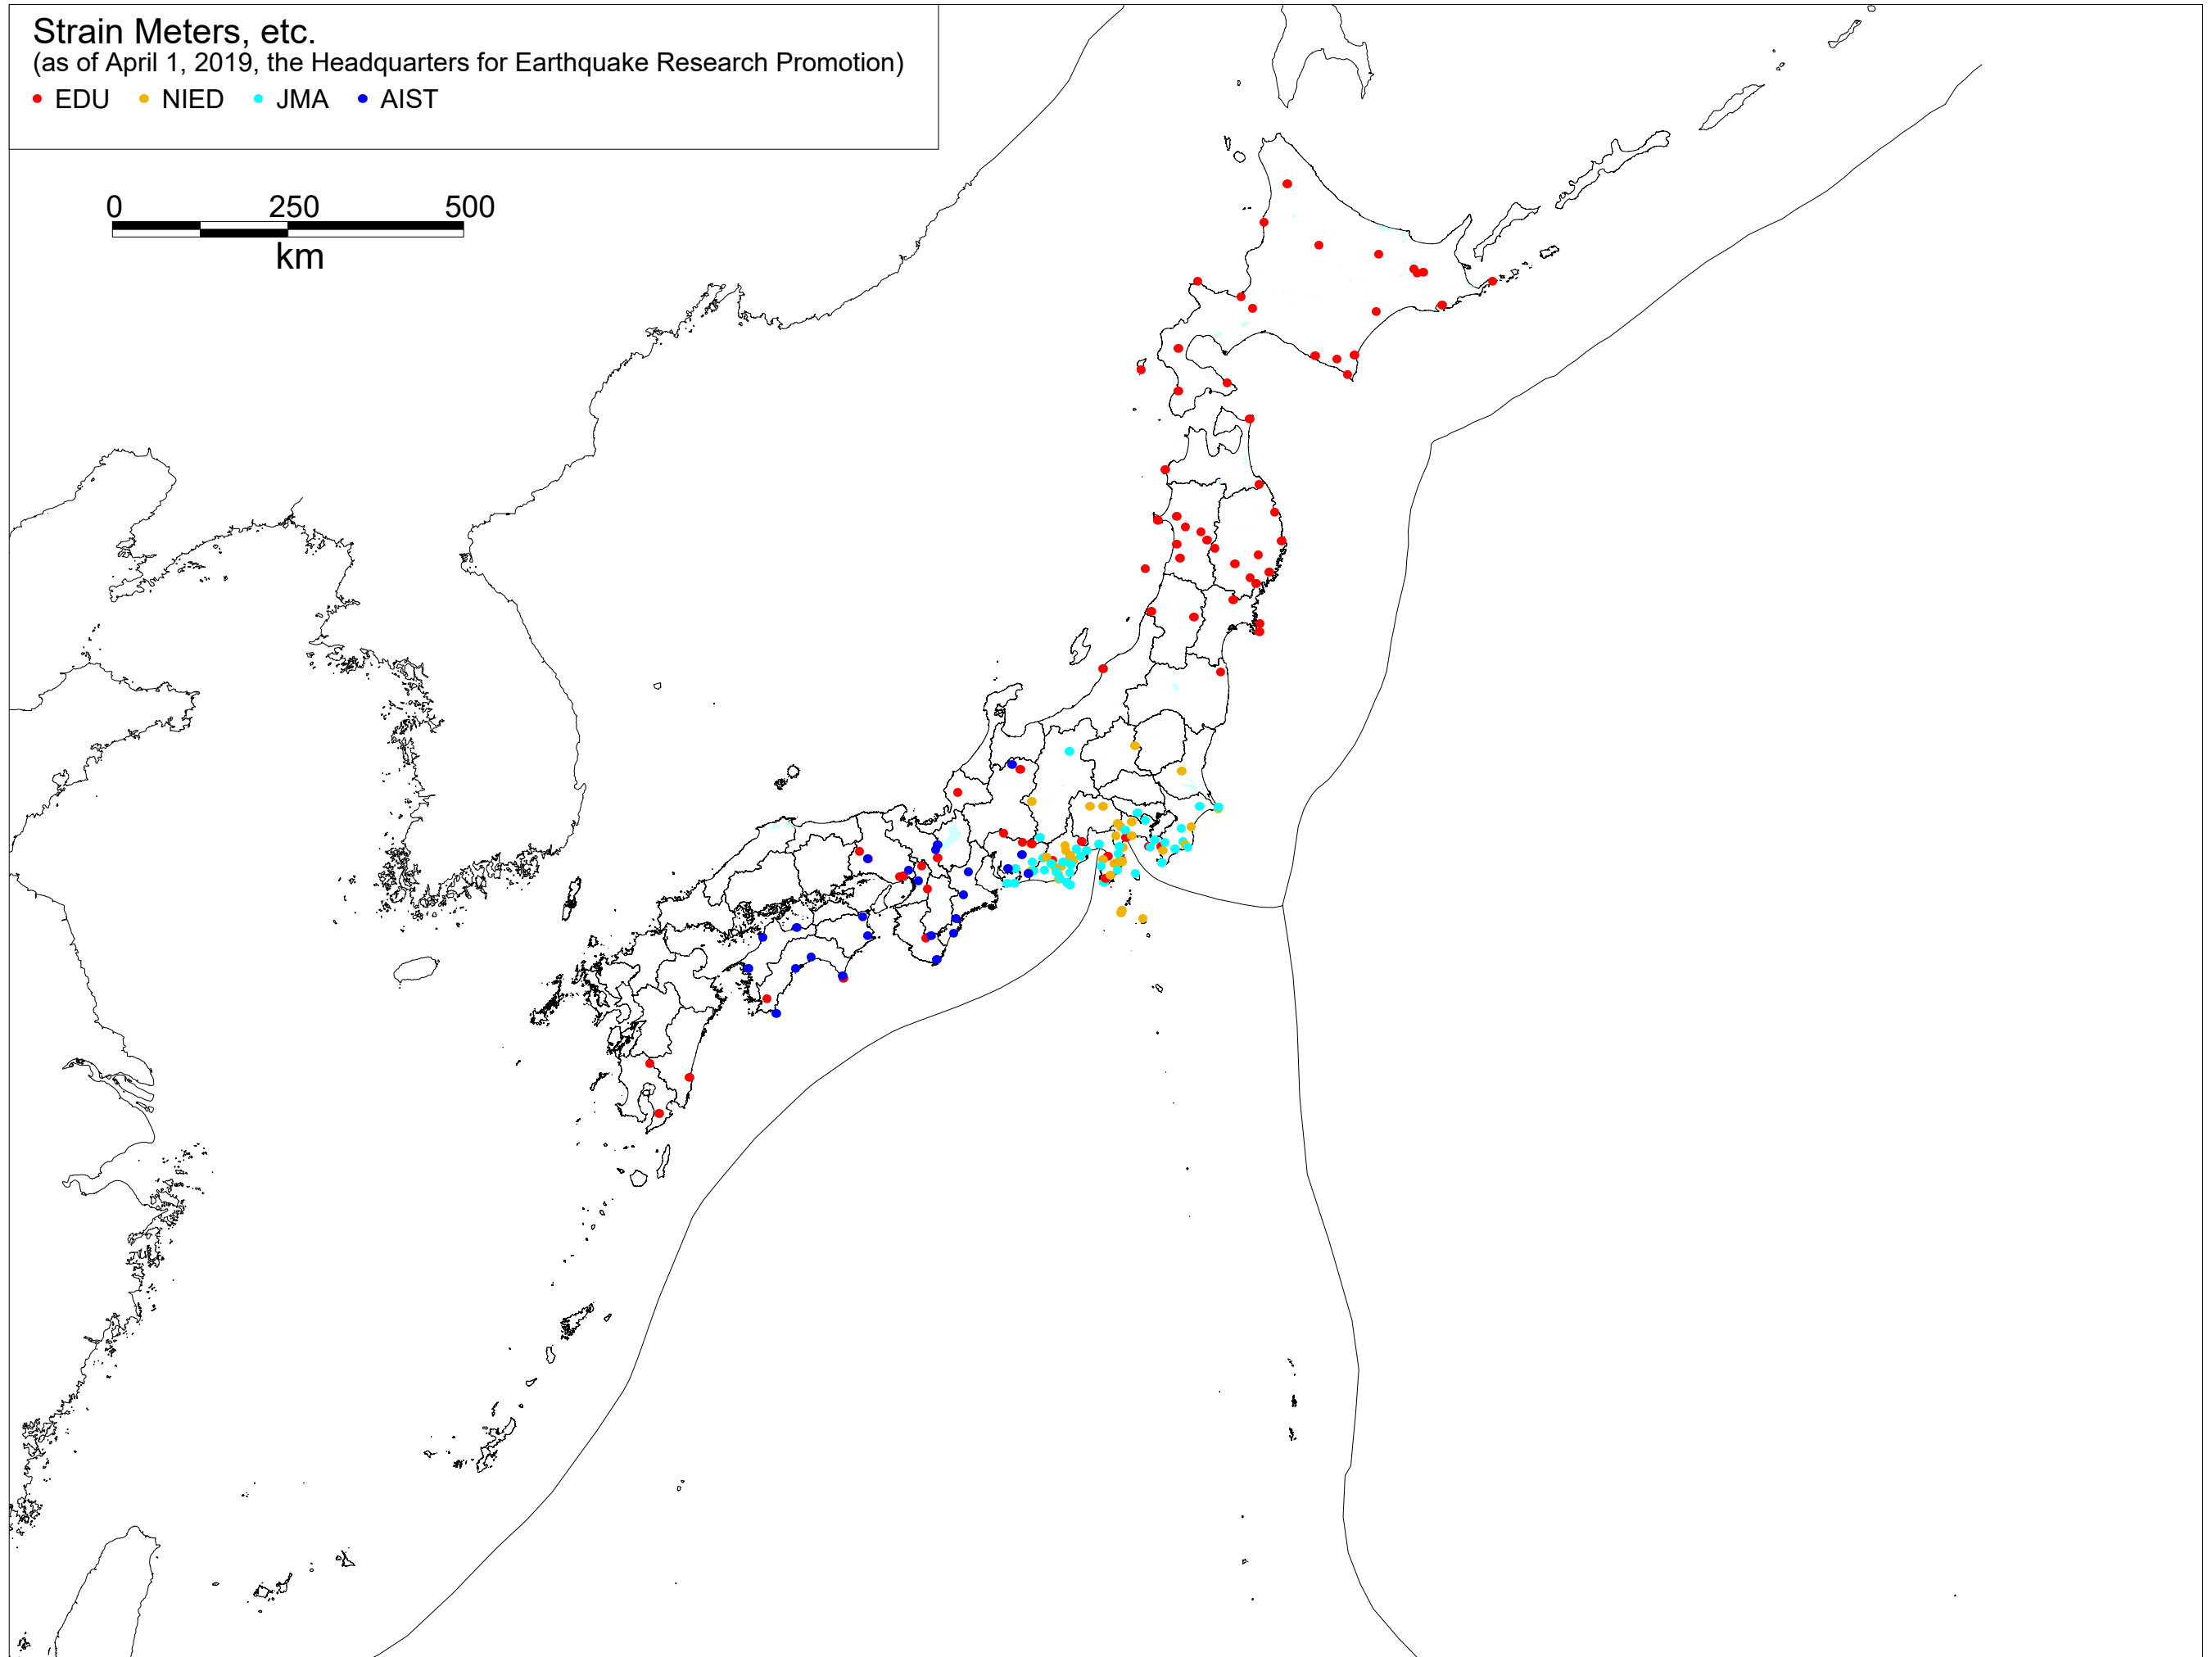 Strain Meters, etc.
(as of April 1, 2019, the Headquarters for Earthquake Research Promotion)
EDU NIED JMA AIST
0 250 500
km